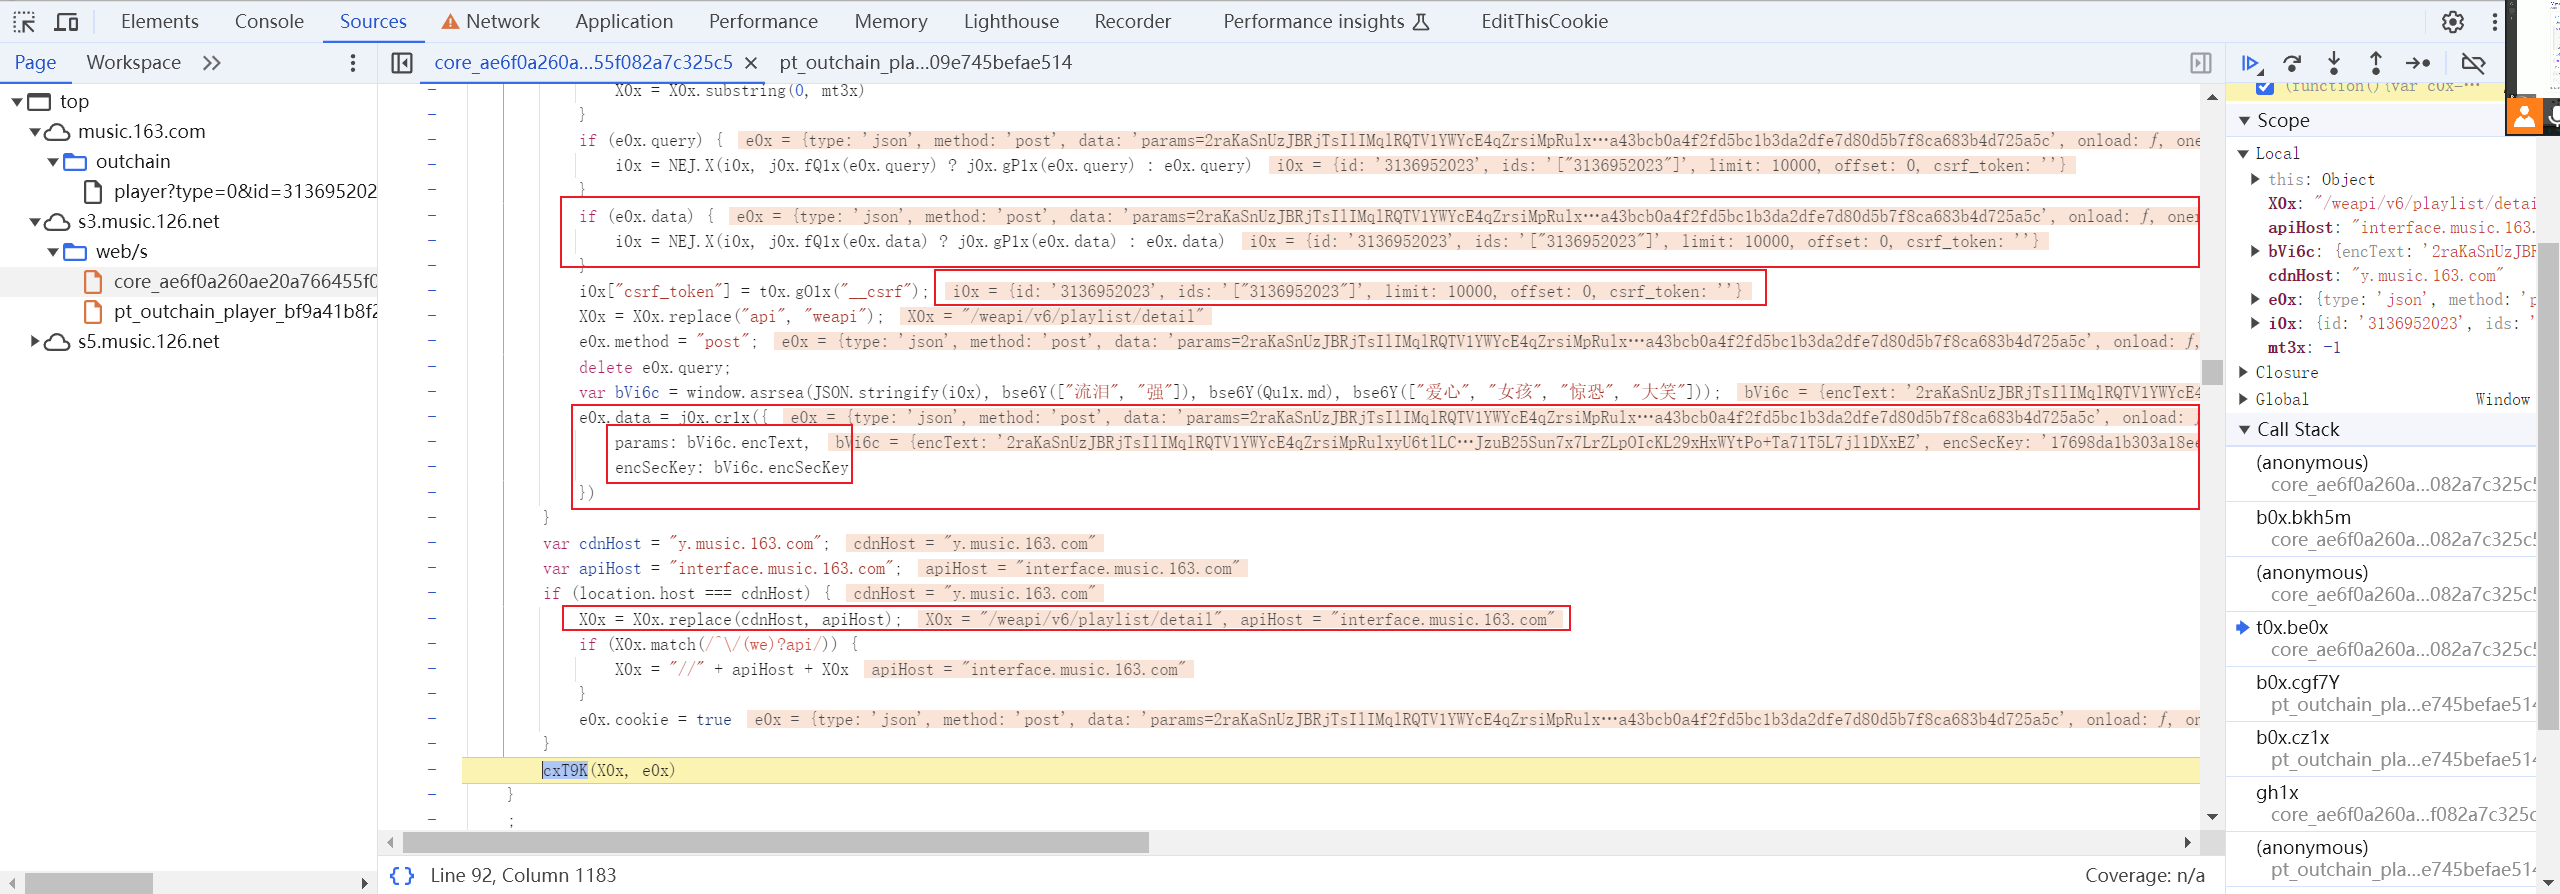 Elements Console Sources Network Application Performance Memory Lighthouse Recorder Performance insights EditThisCookie
Page Workspace
core_ae6f0a260a...55f082a7c325c5 × pt_outchain_pla...09e745befae514
top
music.163.com
outchain
player?type=0&id=313695202
s3.music.126.net
web/s
core_ae6f0a260ae20a766455f0
pt_outchain_player_bf9a41b8f2
s5.music.126.net
X0x = X0x.substring(0, mt3x)
}
if (e0x.query) { e0x = {type: 'json', method: 'post', data: 'params=2raKaSnUzJBRjTsIlIMqlRQTV1YWYcE4qZrsiMpRulx⋯a43bcb0a4f2fd5bc1b3da2dfe7d80d5b7f8ca683b4d725a5c', onload: ƒ, one
i0x = NEJ.X(i0x, j0x.fQ1x(e0x.query) ? j0x.gP1x(e0x.query) : e0x.query) i0x = {id: '3136952023', ids: '["3136952023"]', limit: 10000, offset: 0, csrf_token: ''}
}
if (e0x.data) { e0x = {type: 'json', method: 'post', data: 'params=2raKaSnUzJBRjTsIlIMqlRQTV1YWYcE4qZrsiMpRulx⋯a43bcb0a4f2fd5bc1b3da2dfe7d80d5b7f8ca683b4d725a5c', onload: ƒ, oner
i0x = NEJ.X(i0x, j0x.fQ1x(e0x.data) ? j0x.gP1x(e0x.data) : e0x.data) i0x = {id: '3136952023', ids: '["3136952023"]', limit: 10000, offset: 0, csrf_token: ''}
}
i0x["csrf_token"] = t0x.gO1x("__csrf"); i0x = {id: '3136952023', ids: '["3136952023"]', limit: 10000, offset: 0, csrf_token: ''}
X0x = X0x.replace("api", "weapi"); X0x = "/weapi/v6/playlist/detail"
e0x.method = "post"; e0x = {type: 'json', method: 'post', data: 'params=2raKaSnUzJBRjTsIlIMqlRQTV1YWYcE4qZrsiMpRulx⋯a43bcb0a4f2fd5bc1b3da2dfe7d80d5b7f8ca683b4d725a5c', onload: ƒ,
delete e0x.query;
var bVi6c = window.asrsea(JSON.stringify(i0x), bse6Y(["流泪", "强"]), bse6Y(Qu1x.md), bse6Y(["爱心", "女孩", "惊恐", "大笑"])); bVi6c = {encText: '2raKaSnUzJBRjTsIlIMqlRQTV1YWYcE4
e0x.data = j0x.cr1x({ e0x = {type: 'json', method: 'post', data: 'params=2raKaSnUzJBRjTsIlIMqlRQTV1YWYcE4qZrsiMpRulx⋯a43bcb0a4f2fd5bc1b3da2dfe7d80d5b7f8ca683b4d725a5c', onload:
params: bVi6c.encText, bVi6c = {encText: '2raKaSnUzJBRjTsIlIMqlRQTV1YWYcE4qZrsiMpRulxyU6tlLC⋯JzuB25Sun7x7LrZLpOIcKL29xHxWYtPo+Ta71T5L7jl1DXxEZ', encSecKey: '17698da1b303a18ee
encSecKey: bVi6c.encSecKey
})
}
var cdnHost = "y.music.163.com"; cdnHost = "y.music.163.com"
var apiHost = "interface.music.163.com"; apiHost = "interface.music.163.com"
if (location.host === cdnHost) { cdnHost = "y.music.163.com"
X0x = X0x.replace(cdnHost, apiHost); X0x = "/weapi/v6/playlist/detail", apiHost = "interface.music.163.com"
if (X0x.match(/^\/(we)?api/)) {
X0x = "//" + apiHost + X0x apiHost = "interface.music.163.com"
}
e0x.cookie = true e0x = {type: 'json', method: 'post', data: 'params=2raKaSnUzJBRjTsIlIMqlRQTV1YWYcE4qZrsiMpRulx⋯a43bcb0a4f2fd5bc1b3da2dfe7d80d5b7f8ca683b4d725a5c', onload: ƒ, on
}
cxT9K(X0x, e0x)
}
;
{} Line 92, Column 1183 Coverage: n/a
(function(){var c0x=⋯
Scope
Local
this: Object
X0x: "/weapi/v6/playlist/detai
apiHost: "interface.music.163.
bVi6c: {encText: '2raKaSnUzJBR
cdnHost: "y.music.163.com"
e0x: {type: 'json', method: 'p
i0x: {id: '3136952023', ids: '
mt3x: -1
Closure
Global Window
Call Stack
(anonymous)
core_ae6f0a260a...082a7c325c5
b0x.bkh5m
core_ae6f0a260a...082a7c325c5
(anonymous)
core_ae6f0a260a...082a7c325c5
t0x.be0x
core_ae6f0a260a...082a7c325c5
b0x.cgf7Y
pt_outchain_pla...e745befae514
b0x.cz1x
pt_outchain_pla...e745befae514
gh1x
core_ae6f0a260a...f082a7c325c
(anonymous)
pt_outchain_pla...e745befae514